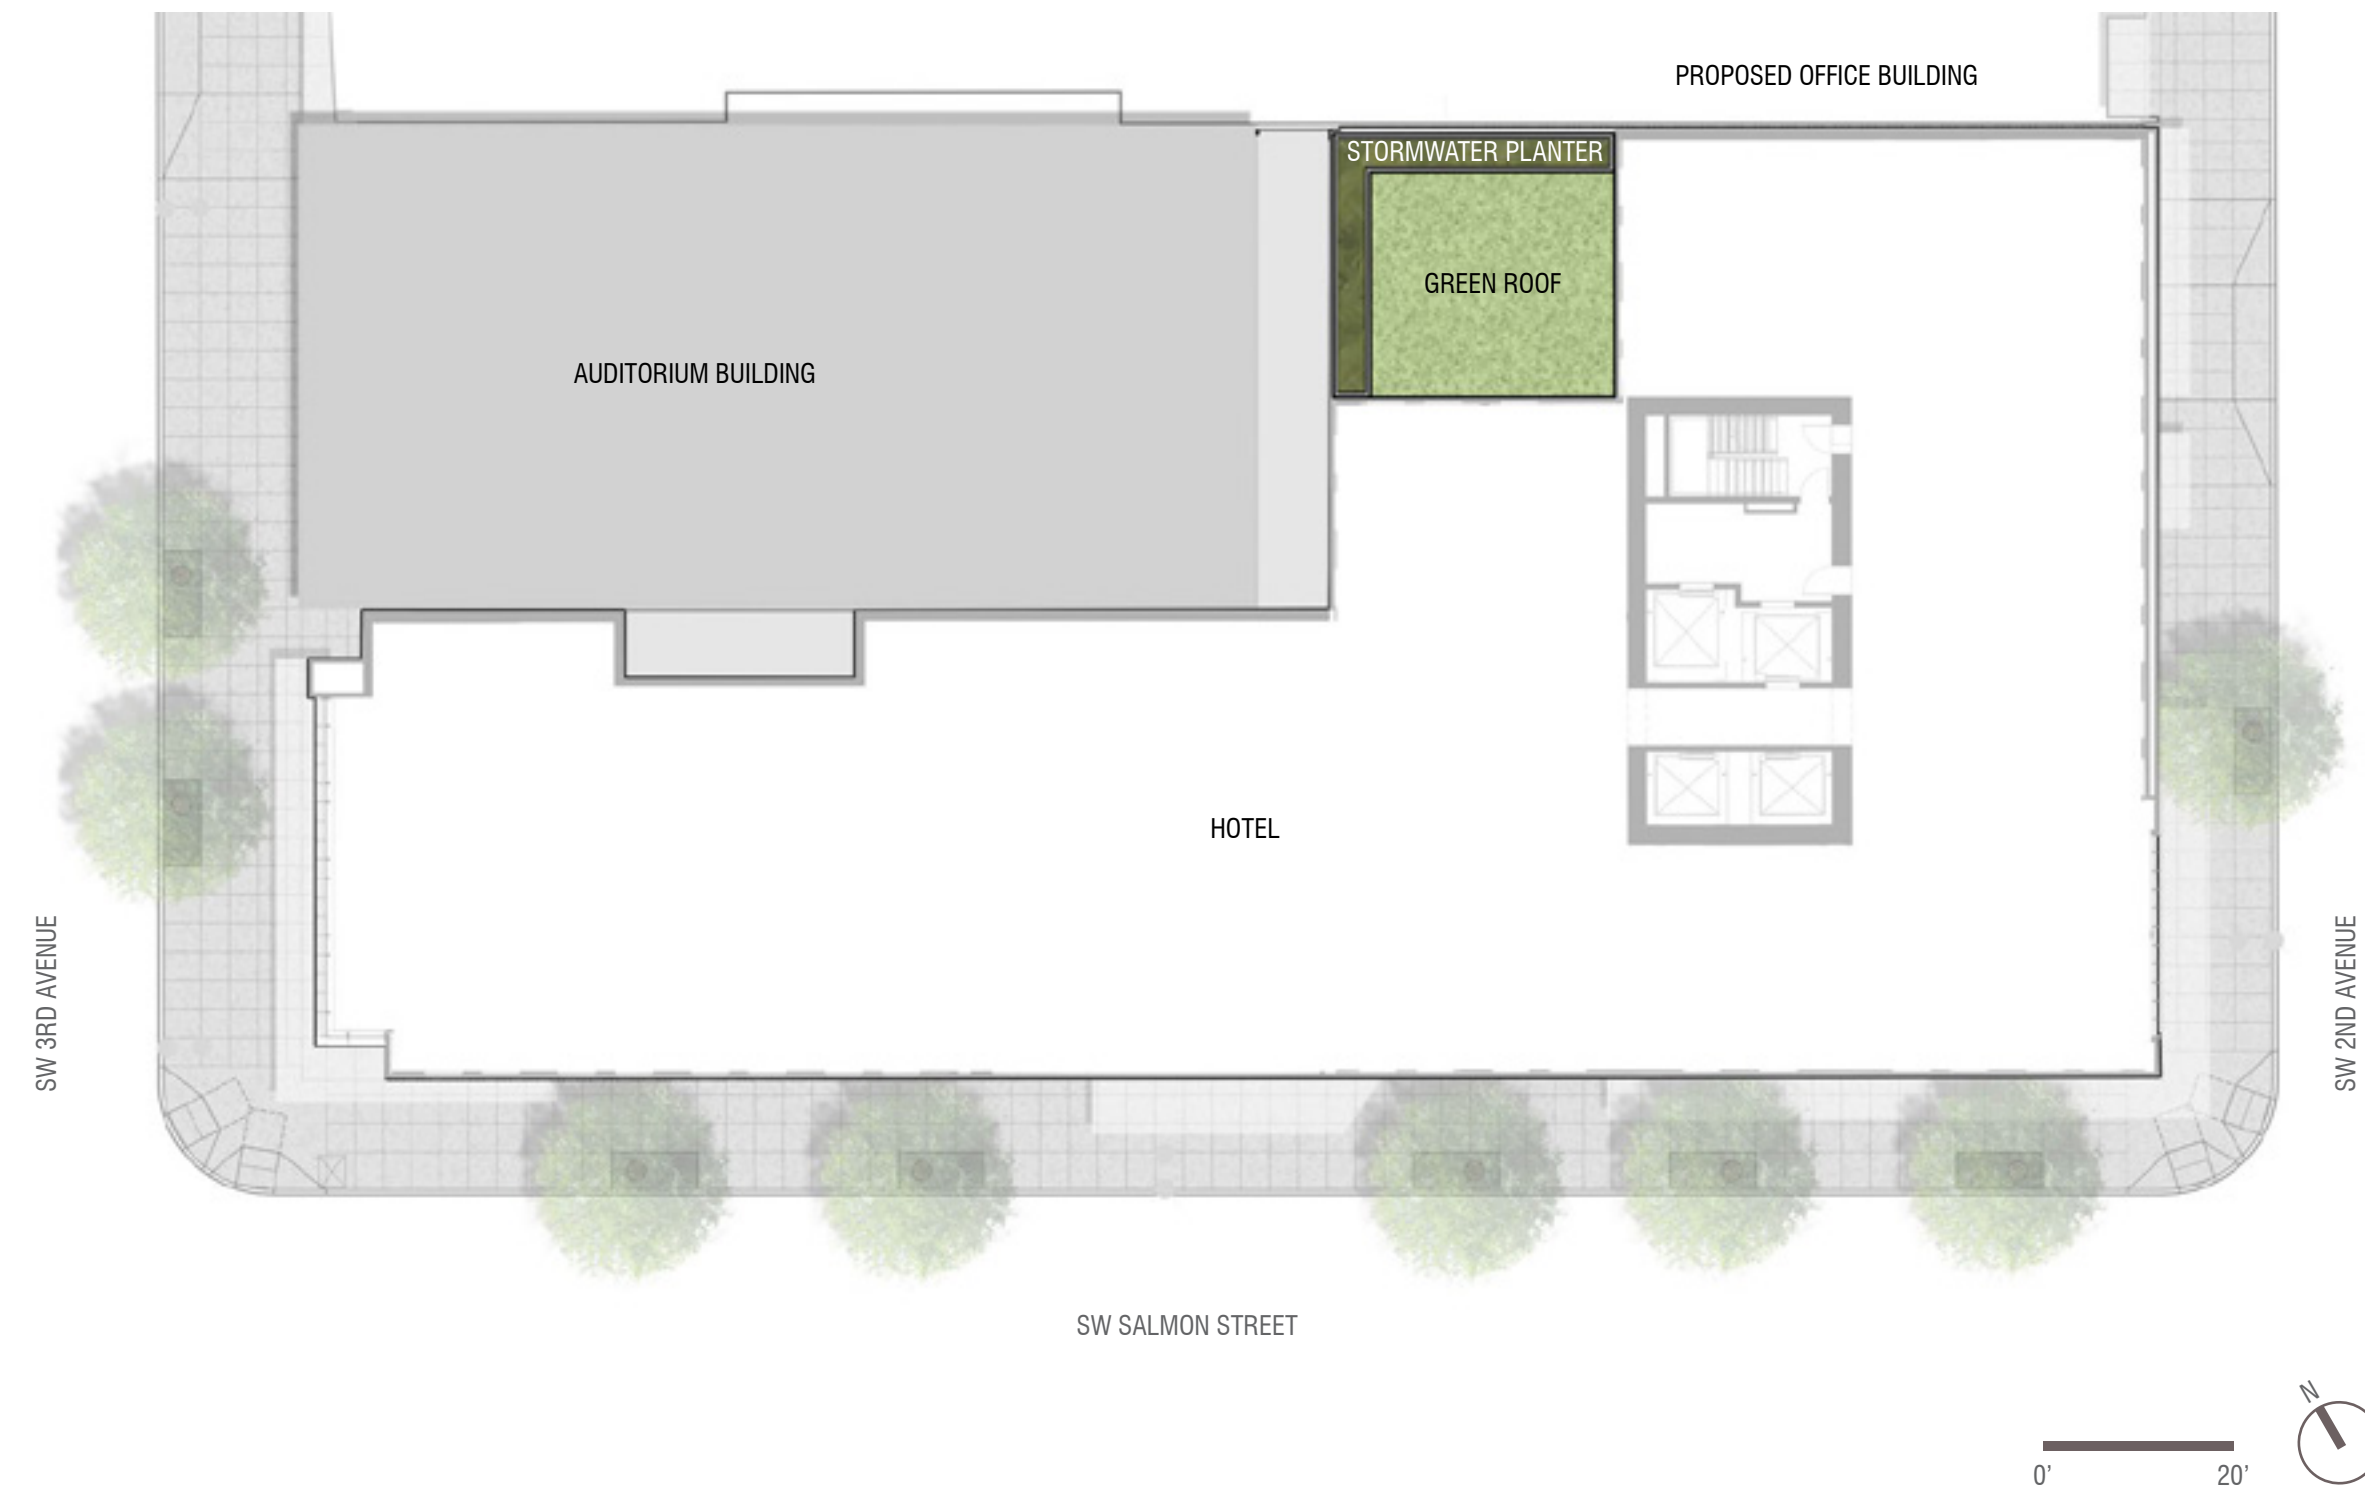 PROPOSED OFFICE BUILDING
STORMWATER PLANTER
GREEN ROOF
AUDITORIUM BUILDING
HOTEL
SW 3RD AVENUE
SW 2ND AVENUE
SW SALMON STREET
N
0’ 20’